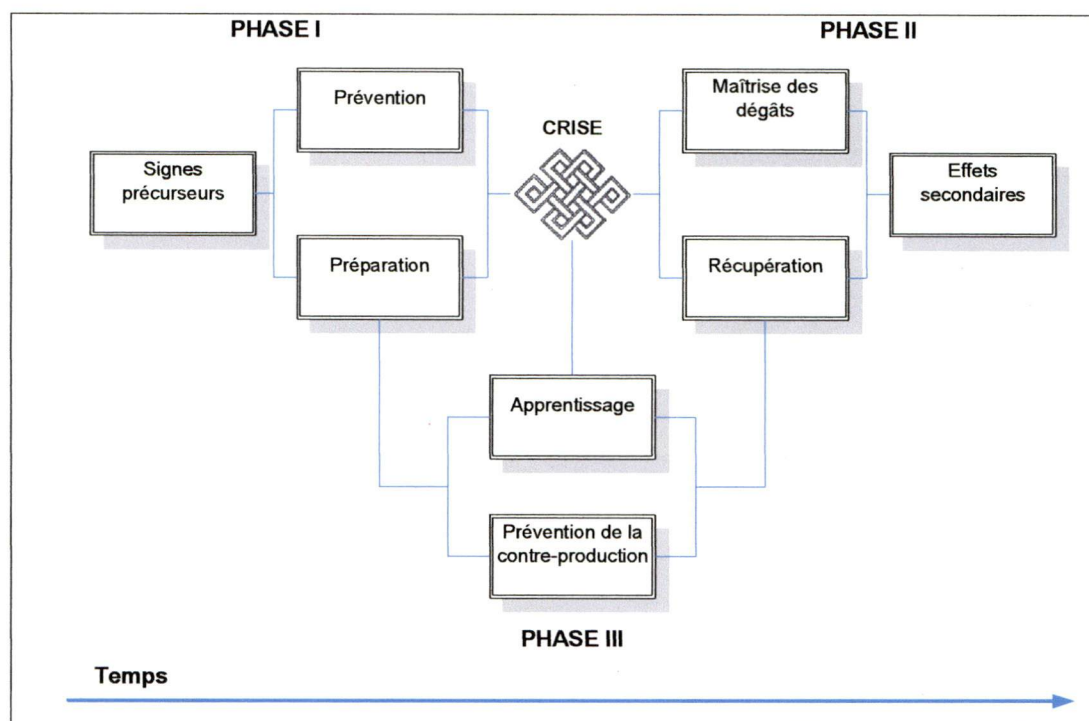 PHASE I
PHASE II
Prévention
Maîtrise des
dégâts
CRISE
Signes
précurseurs
Effets
secondaires
Préparation
Récupération
Apprentissage
Prévention de la
contre-production
PHASE III
Temps